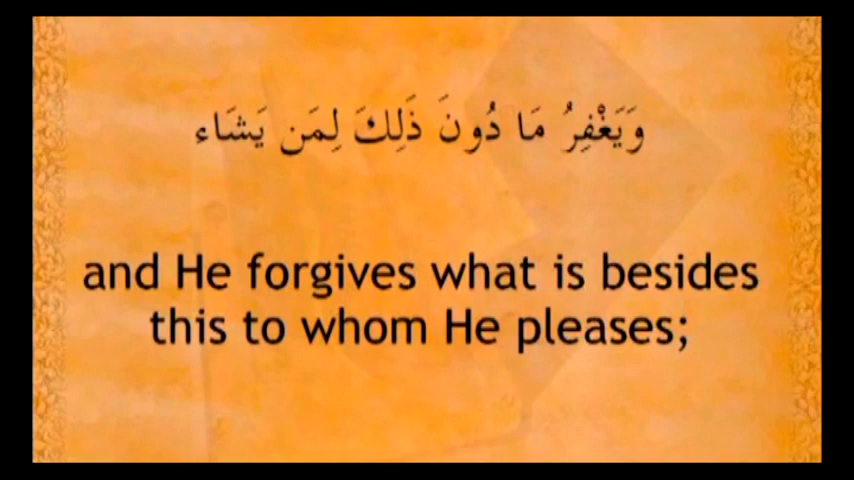 وَيَغْفِرُ مَا دُونَ ذَلِكَ لِمَن يَشَاء
and He forgives what is besides
this to whom He pleases;